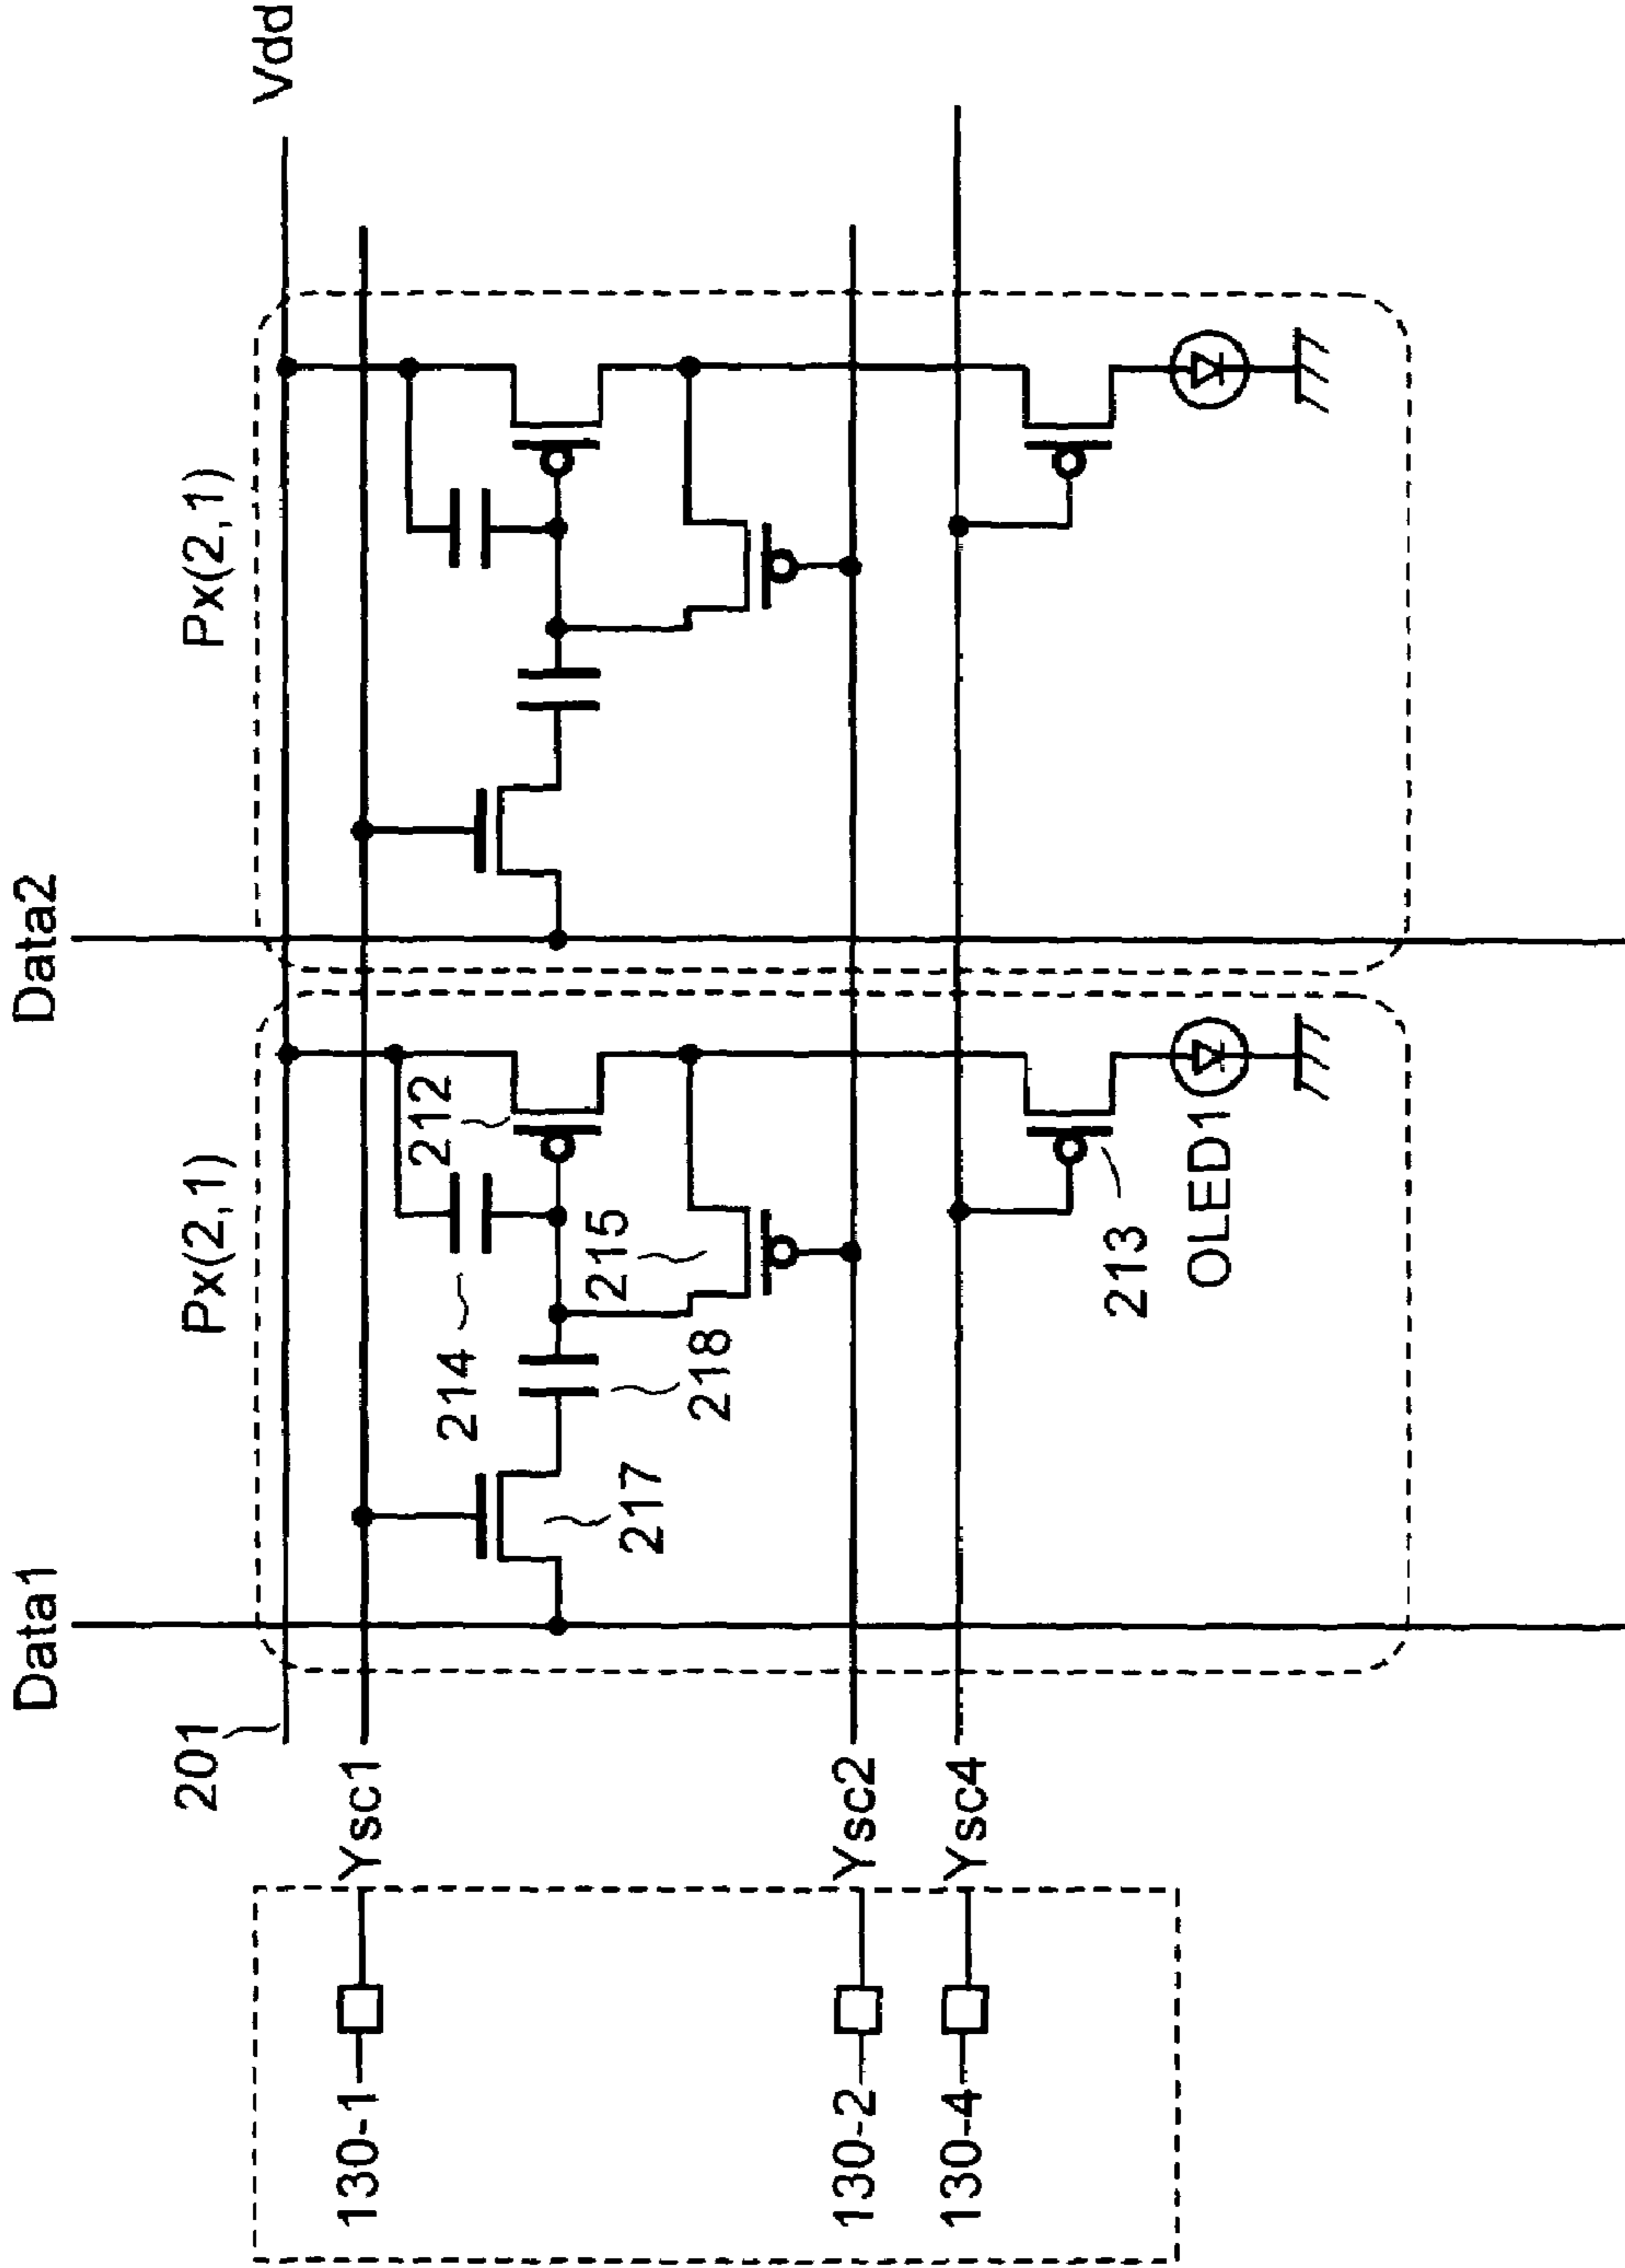 Data1
Data2
Px(2,1)
Px(2,1)
Vdd
201
130-1
Ysc1
214
212
217
218
215
130-2
Ysc2
130-4
Ysc4
213
OLED1